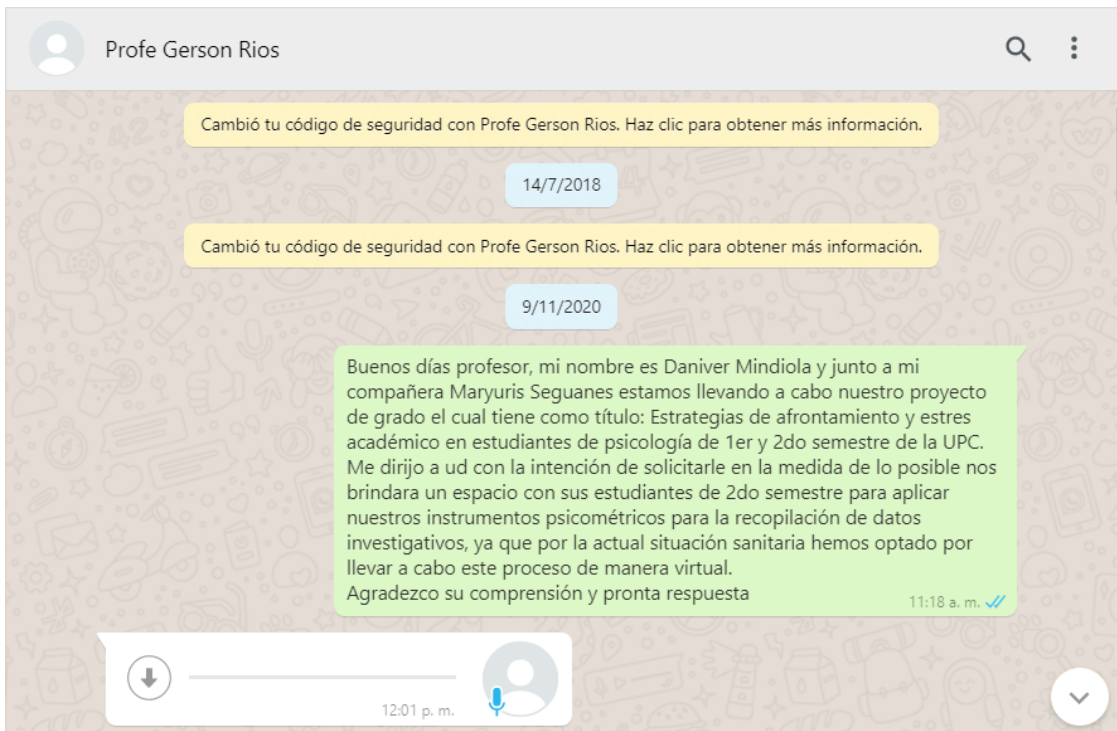 Profe Gerson Rios
Cambió tu código de seguridad con Profe Gerson Rios. Haz clic para obtener más información.
14/7/2018
Cambió tu código de seguridad con Profe Gerson Rios. Haz clic para obtener más información.
9/11/2020
Buenos días profesor, mi nombre es Daniver Mindiola y junto a mi
compañera Maryuris Seguanes estamos llevando a cabo nuestro proyecto
de grado el cual tiene como título: Estrategias de afrontamiento y estres
académico en estudiantes de psicología de 1er y 2do semestre de la UPC.
Me dirijo a ud con la intención de solicitarle en la medida de lo posible nos
brindara un espacio con sus estudiantes de 2do semestre para aplicar
nuestros instrumentos psicométricos para la recopilación de datos
investigativos, ya que por la actual situación sanitaria hemos optado por
llevar a cabo este proceso de manera virtual.
Agradezco su comprensión y pronta respuesta
11:18 a. m.
12:01 p. m.